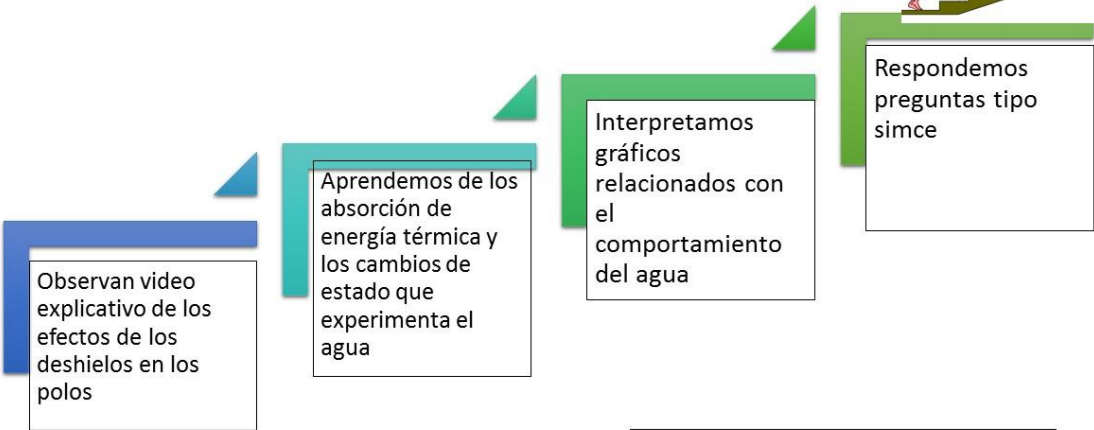 Observan video
explicativo de los
efectos de los
deshielos en los
polos
Aprendemos de los
absorción de
energía térmica y
los cambios de
estado que
experimenta el
agua
Interpretamos
gráficos
relacionados con
el
comportamiento
del agua
Respondemos
preguntas tipo
simce